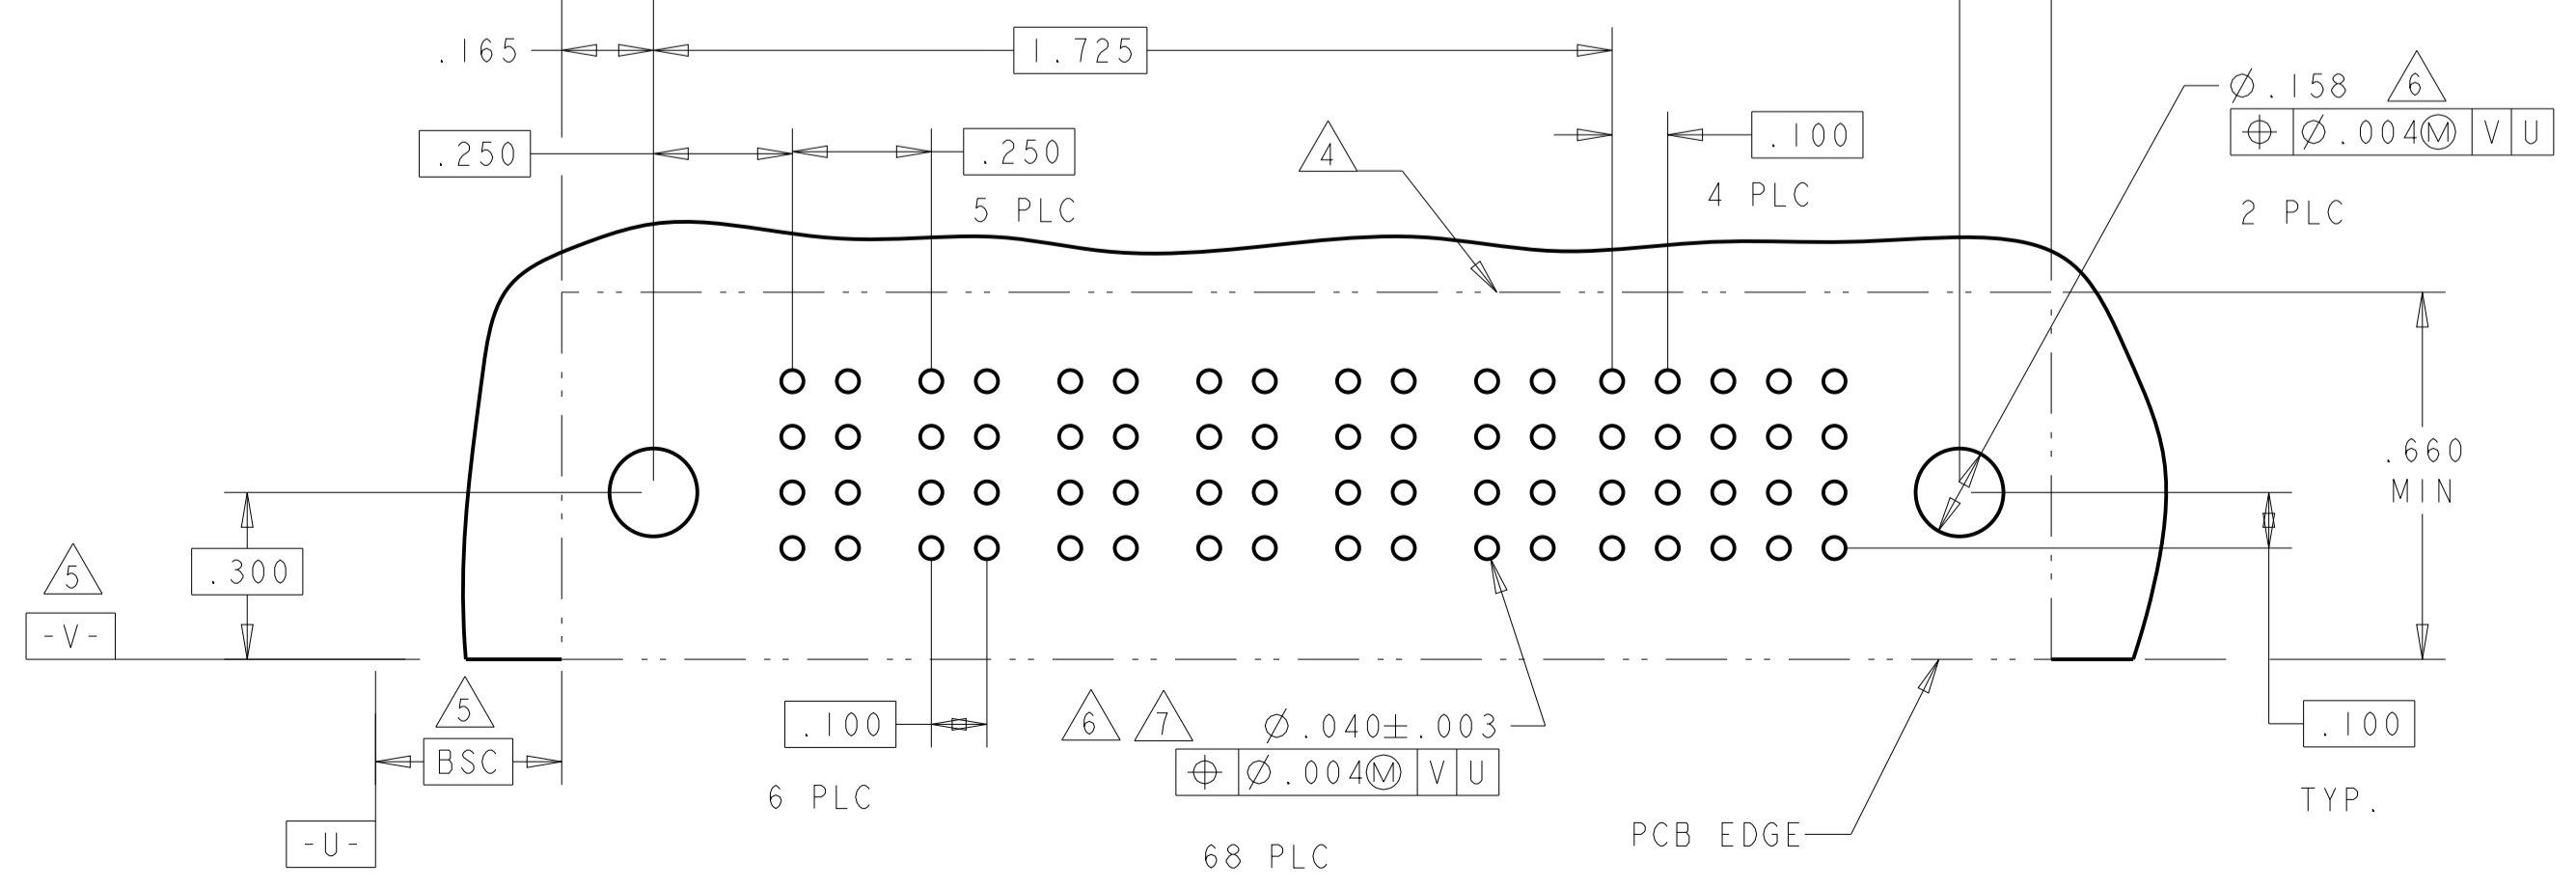 .165
1.725
Ø.158 6
⌖ Ø.004Ⓜ V U
2 PLC
.250
.250
5 PLC
4
.100
4 PLC
.660
MIN
5
.300
-V-
5
BSC
-U-
.100
6 PLC
6 7 Ø.040±.003
⌖ Ø.004Ⓜ V U
68 PLC
PCB EDGE
.100
TYP.